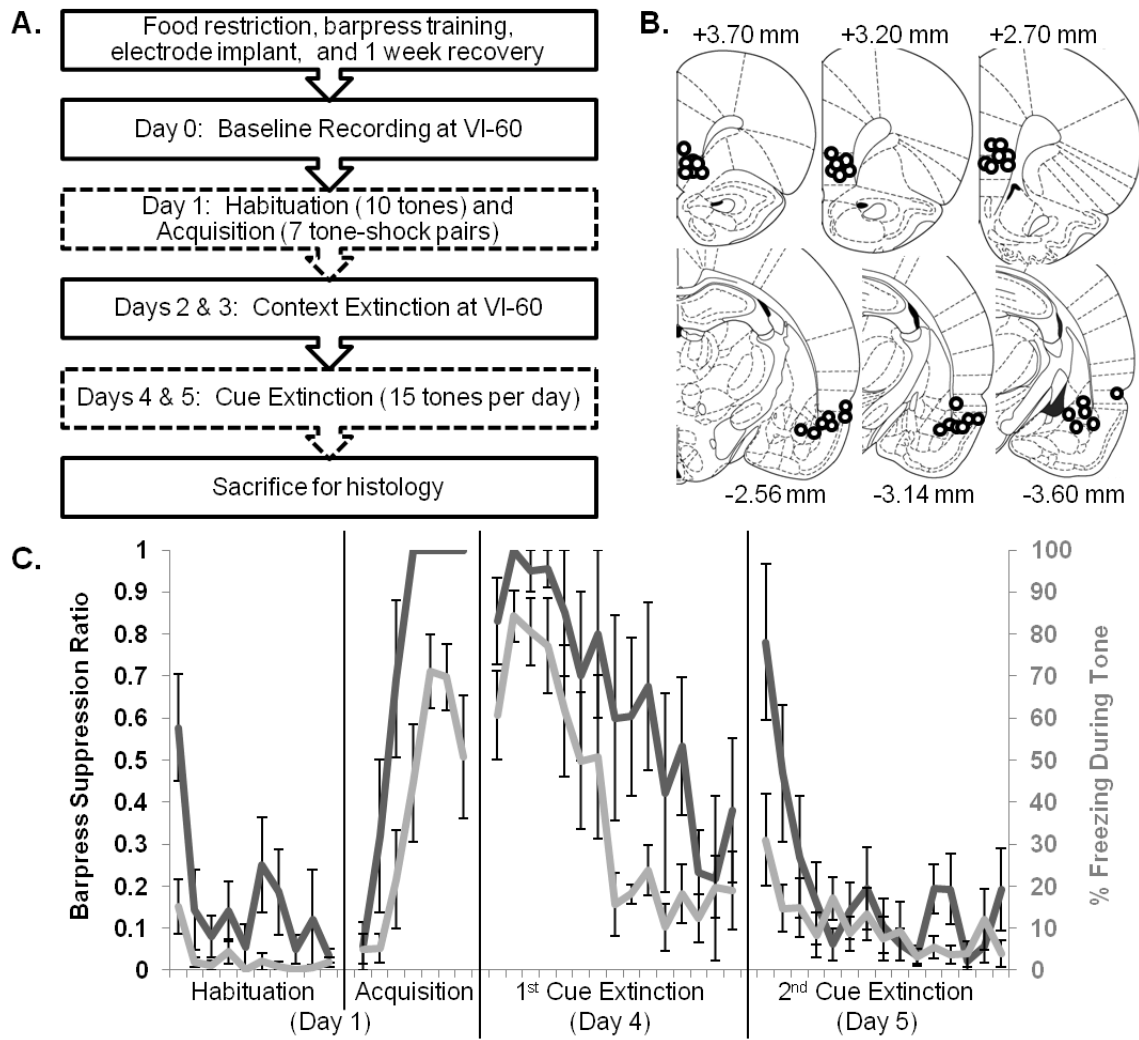 A.
Food restriction, barpress training,
electrode implant, and 1 week recovery
Day 0: Baseline Recording at VI-60
Day 1: Habituation (10 tones) and
Acquisition (7 tone-shock pairs)
Days 2 & 3: Context Extinction at VI-60
Days 4 & 5: Cue Extinction (15 tones per day)
Sacrifice for histology
B.
+3.70 mm
+3.20 mm
+2.70 mm
-2.56 mm
-3.14 mm
-3.60 mm
C.
Barpress Suppression Ratio
1
0.9
0.8
0.7
0.6
0.5
0.4
0.3
0.2
0.1
0
Habituation
Acquisition
(Day 1)
1st Cue Extinction
(Day 4)
2nd Cue Extinction
(Day 5)
100
90
80
70
60
50
40
30
20
10
0
% Freezing During Tone